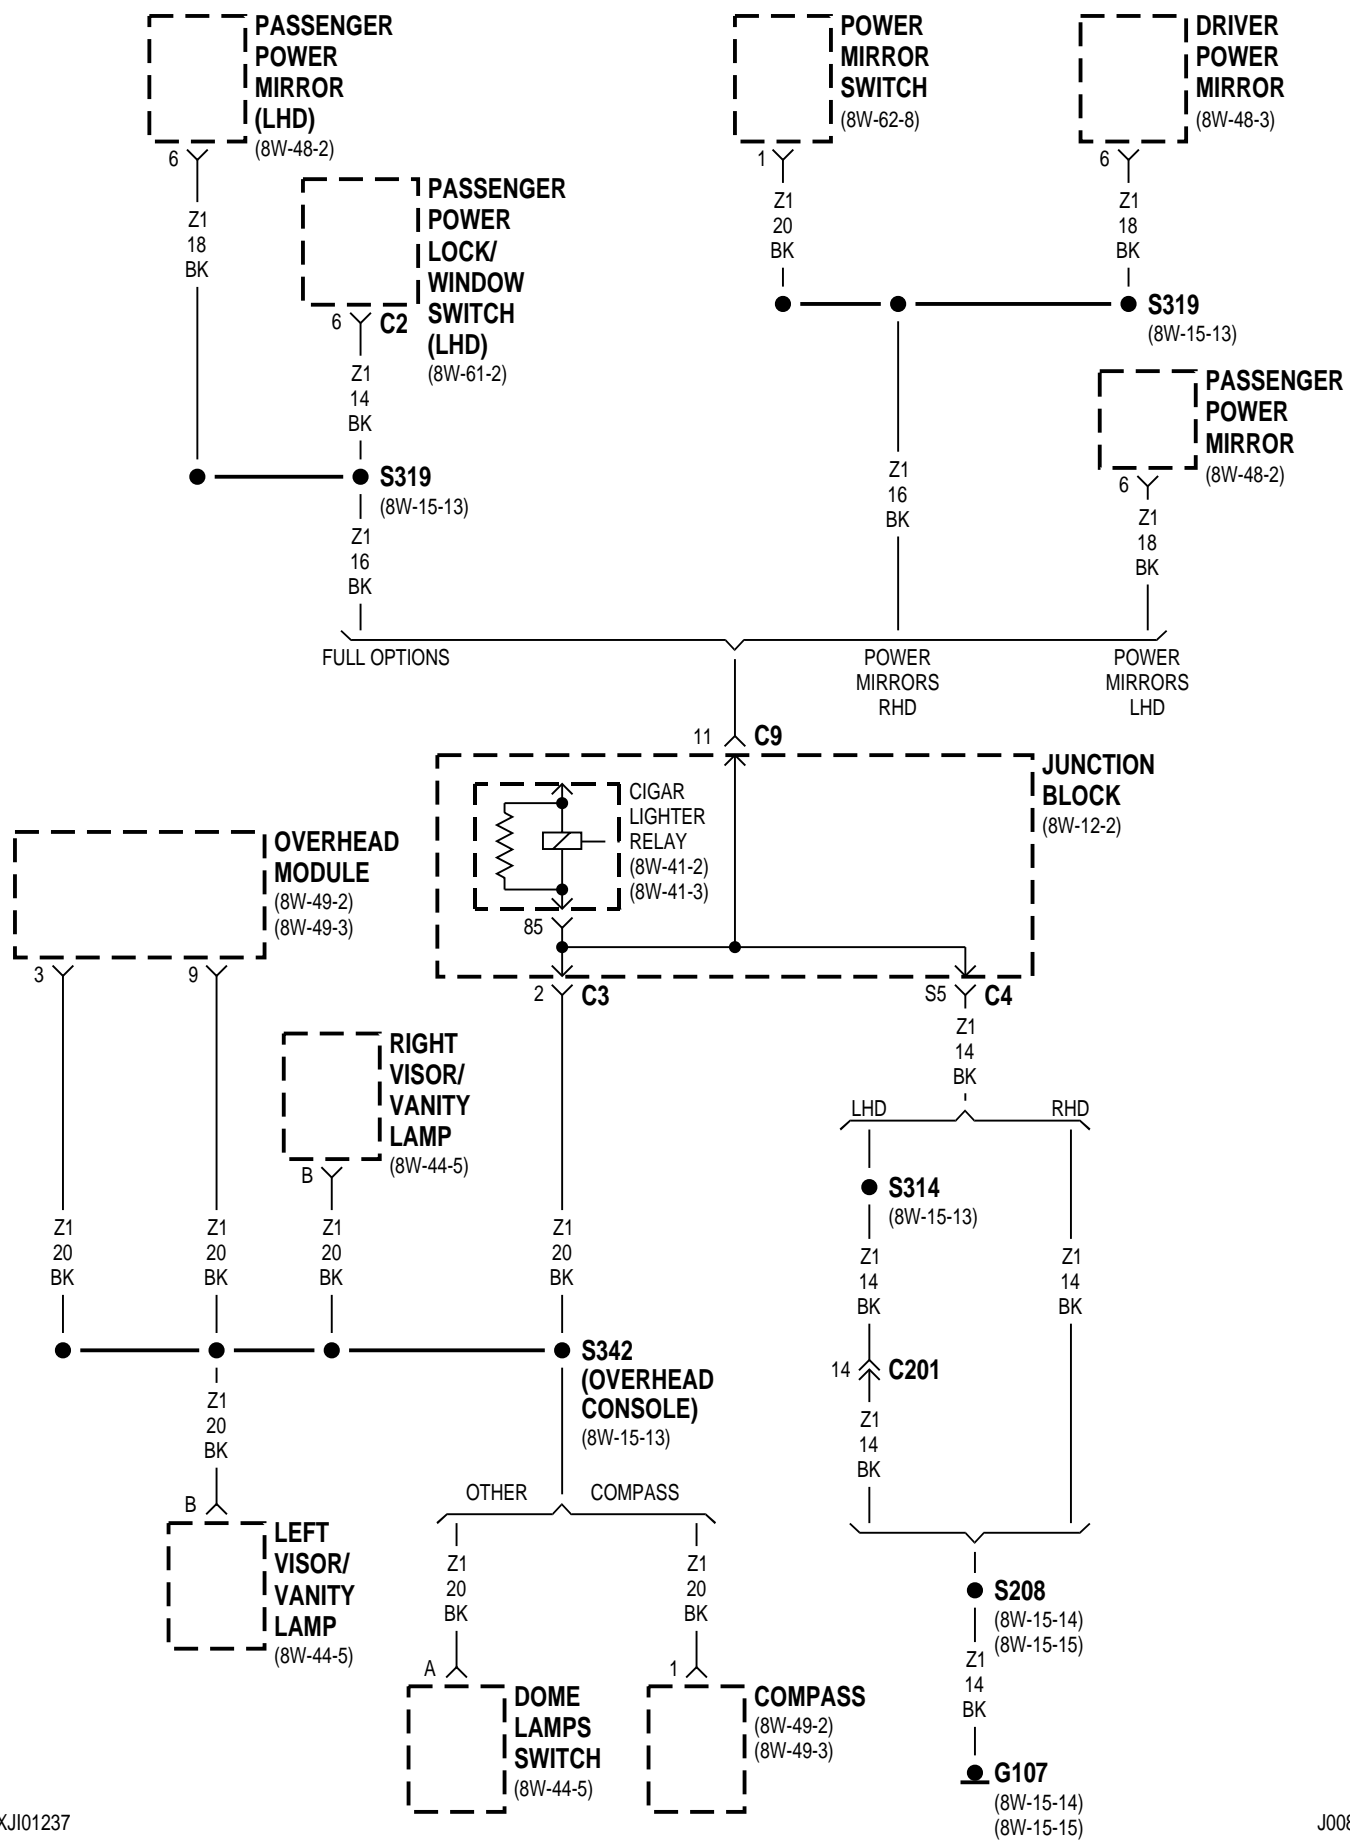 PASSENGER
POWER
MIRROR
(LHD)
(8W-48-2)
6
Z1
18
BK
PASSENGER
POWER
LOCK/
WINDOW
SWITCH
(LHD)
(8W-61-2)
6
C2
Z1
14
BK
S319
(8W-15-13)
Z1
16
BK
POWER
MIRROR
SWITCH
(8W-62-8)
1
Z1
20
BK
DRIVER
POWER
MIRROR
(8W-48-3)
6
Z1
18
BK
S319
(8W-15-13)
Z1
16
BK
PASSENGER
POWER
MIRROR
(8W-48-2)
6
Z1
18
BK
FULL OPTIONS
POWER
MIRRORS
RHD
POWER
MIRRORS
LHD
11
C9
JUNCTION
BLOCK
(8W-12-2)
CIGAR
LIGHTER
RELAY
(8W-41-2)
(8W-41-3)
85
2
C3
S5
C4
OVERHEAD
MODULE
(8W-49-2)
(8W-49-3)
3
9
RIGHT
VISOR/
VANITY
LAMP
(8W-44-5)
B
Z1
20
BK
Z1
20
BK
Z1
20
BK
Z1
20
BK
S342
(OVERHEAD
CONSOLE)
(8W-15-13)
Z1
20
BK
B
LEFT
VISOR/
VANITY
LAMP
(8W-44-5)
OTHER
COMPASS
Z1
20
BK
A
DOME
LAMPS
SWITCH
(8W-44-5)
Z1
20
BK
1
COMPASS
(8W-49-2)
(8W-49-3)
Z1
14
BK
LHD
RHD
S314
(8W-15-13)
Z1
14
BK
14
C201
Z1
14
BK
Z1
14
BK
S208
(8W-15-14)
(8W-15-15)
Z1
14
BK
G107
(8W-15-14)
(8W-15-15)
XJI01237
J008